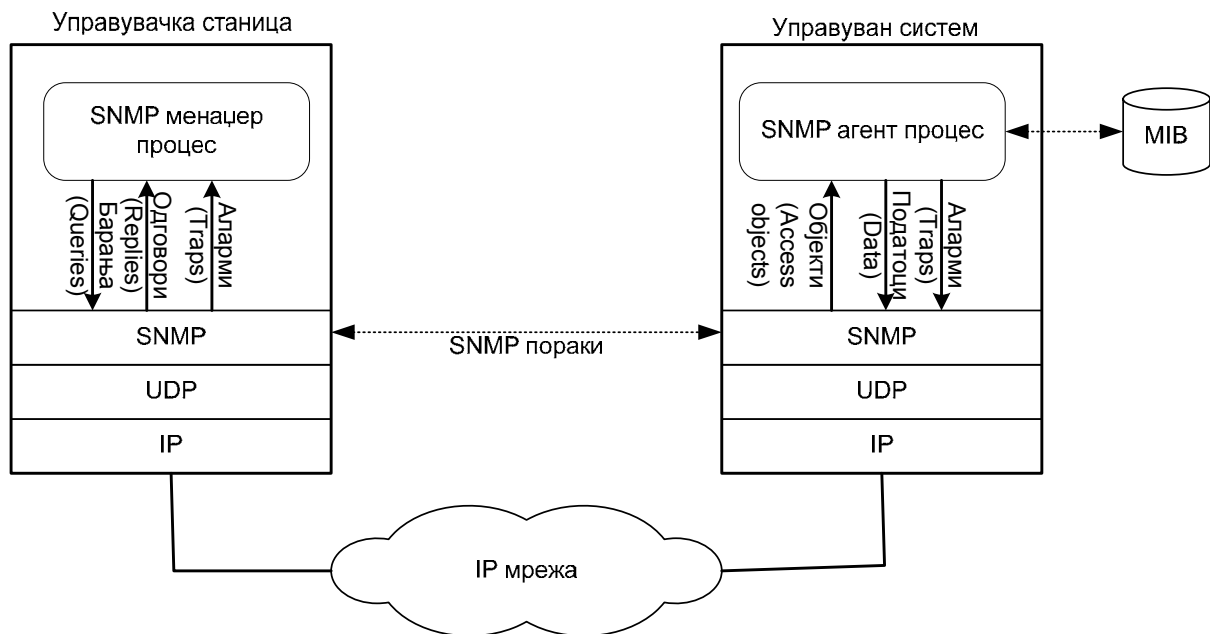 Управувачка станица
SNMP менаџер
процес
Барања
(Queries)
Одговори
(Replies)
Аларми
(Traps)
SNMP
UDP
IP
SNMP пораки
Управуван систем
SNMP агент процес
MIB
Објекти
(Access
objects)
Податоци
(Data)
Аларми
(Traps)
SNMP
UDP
IP
IP мрежа